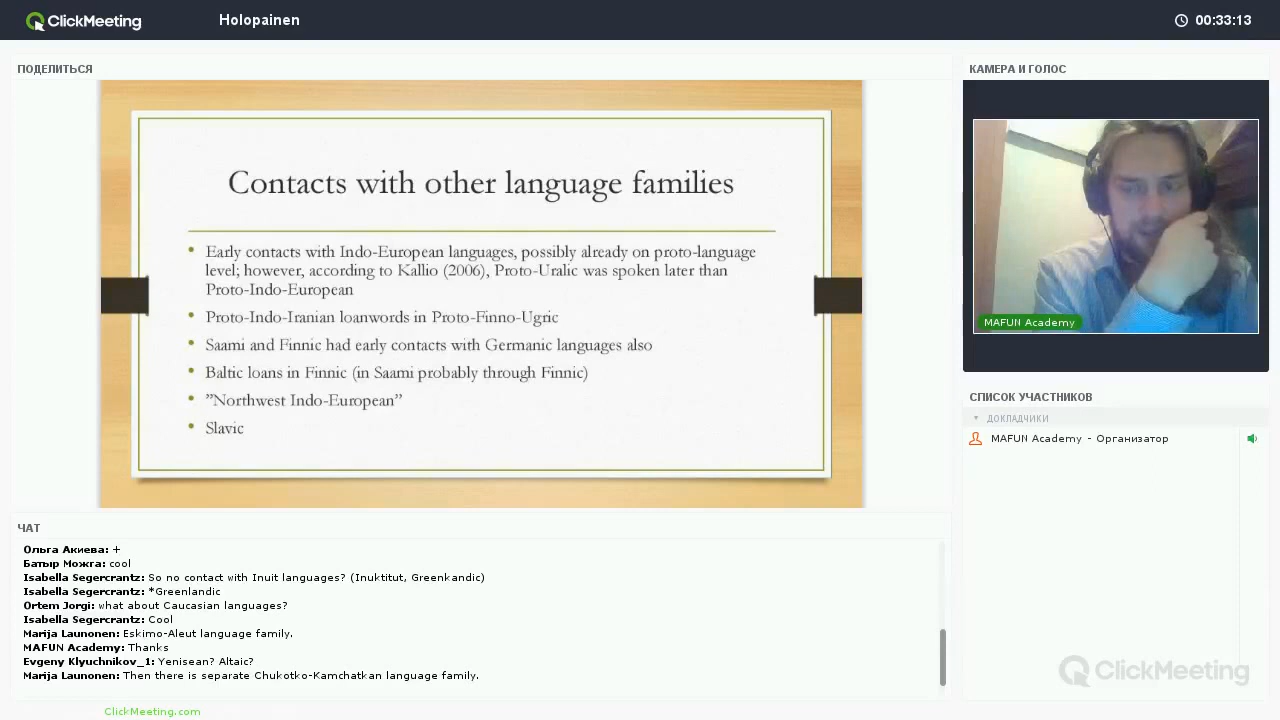 ClickMeeting
Holopainen
00:33:13
ПОДЕЛИТЬСЯ
Contacts with other language families
• Early contacts with Indo-European languages, possibly already on proto-language
level; however, according to Kallio (2006), Proto-Uralic was spoken later than
Proto-Indo-European
• Proto-Indo-Iranian loanwords in Proto-Finno-Ugric
• Saami and Finnic had early contacts with Germanic languages also
• Baltic loans in Finnic (in Saami probably through Finnic)
• ”Northwest Indo-European”
• Slavic
КАМЕРА И ГОЛОС
MAFUN Academy
СПИСОК УЧАСТНИКОВ
ДОКЛАДЧИКИ
MAFUN Academy - Организатор
ЧАТ
Ольга Акиева: +
Батыр Можга: cool
Isabella Segercrantz: So no contact with Inuit languages? (Inuktitut, Greenkandic)
Isabella Segercrantz: *Greenlandic
Ortem Jorgi: what about Caucasian languages?
Isabella Segercrantz: Cool
Marija Launonen: Eskimo-Aleut language family.
MAFUN Academy: Thanks
Evgeny Klyuchnikov_1: Yenisean? Altaic?
Marija Launonen: Then there is separate Chukotko-Kamchatkan language family.
ClickMeeting
ClickMeeting.com